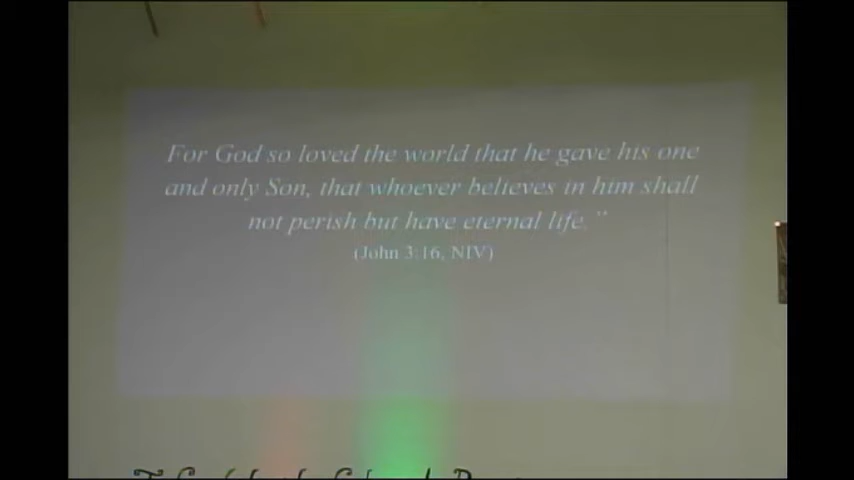 For God so loved the world that he gave his one
and only Son, that whoever believes in him shall
not perish but have eternal life.”
(John 3:16, NIV)